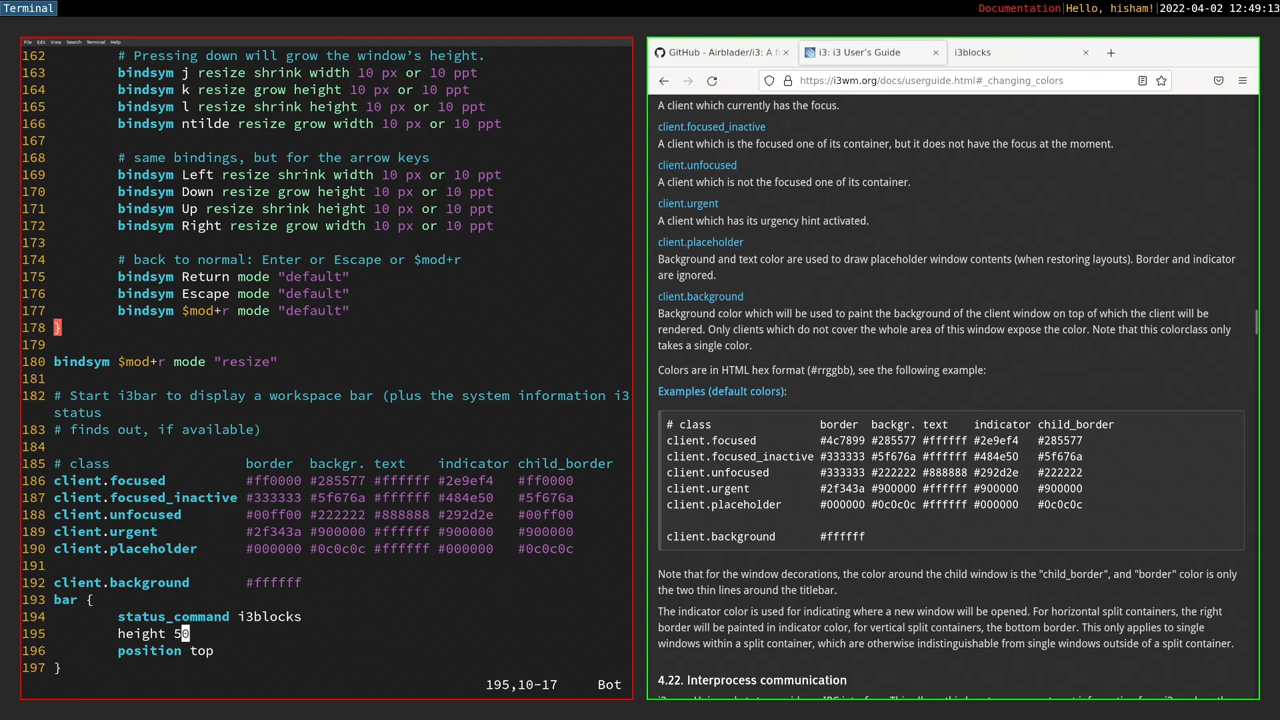 Terminal
Documentation|Hello, hisham!|2022-04-02 12:49:13
File Edit View Search Terminal Help
162 # Pressing down will grow the window’s height.
163 bindsym j resize shrink width 10 px or 10 ppt
164 bindsym k resize grow height 10 px or 10 ppt
165 bindsym l resize shrink height 10 px or 10 ppt
166 bindsym ntilde resize grow width 10 px or 10 ppt
167
168 # same bindings, but for the arrow keys
169 bindsym Left resize shrink width 10 px or 10 ppt
170 bindsym Down resize grow height 10 px or 10 ppt
171 bindsym Up resize shrink height 10 px or 10 ppt
172 bindsym Right resize grow width 10 px or 10 ppt
173
174 # back to normal: Enter or Escape or $mod+r
175 bindsym Return mode "default"
176 bindsym Escape mode "default"
177 bindsym $mod+r mode "default"
178 }
179
180 bindsym $mod+r mode "resize"
181
182 # Start i3bar to display a workspace bar (plus the system information i3
status
183 # finds out, if available)
184
185 # class border backgr. text indicator child_border
186 client.focused #ff0000 #285577 #ffffff #2e9ef4 #ff0000
187 client.focused_inactive #333333 #5f676a #ffffff #484e50 #5f676a
188 client.unfocused #00ff00 #222222 #888888 #292d2e #00ff00
189 client.urgent #2f343a #900000 #ffffff #900000 #900000
190 client.placeholder #000000 #0c0c0c #ffffff #000000 #0c0c0c
191
192 client.background #ffffff
193 bar {
194 status_command i3blocks
195 height 50
196 position top
197 }
195,10-17 Bot
GitHub - Airblader/i3: A f
i3: i3 User's Guide
i3blocks
https://i3wm.org/docs/userguide.html#_changing_colors
A client which currently has the focus.
client.focused_inactive
A client which is the focused one of its container, but it does not have the focus at the moment.
client.unfocused
A client which is not the focused one of its container.
client.urgent
A client which has its urgency hint activated.
client.placeholder
Background and text color are used to draw placeholder window contents (when restoring layouts). Border and indicator
are ignored.
client.background
Background color which will be used to paint the background of the client window on top of which the client will be
rendered. Only clients which do not cover the whole area of this window expose the color. Note that this colorclass only
takes a single color.
Colors are in HTML hex format (#rrggbb), see the following example:
Examples (default colors):
# class border backgr. text indicator child_border
client.focused #4c7899 #285577 #ffffff #2e9ef4 #285577
client.focused_inactive #333333 #5f676a #ffffff #484e50 #5f676a
client.unfocused #333333 #222222 #888888 #292d2e #222222
client.urgent #2f343a #900000 #ffffff #900000 #900000
client.placeholder #000000 #0c0c0c #ffffff #000000 #0c0c0c
client.background #ffffff
Note that for the window decorations, the color around the child window is the "child_border", and "border" color is only
the two thin lines around the titlebar.
The indicator color is used for indicating where a new window will be opened. For horizontal split containers, the right
border will be painted in indicator color, for vertical split containers, the bottom border. This only applies to single
windows within a split container, which are otherwise indistinguishable from single windows outside of a split container.
4.22. Interprocess communication